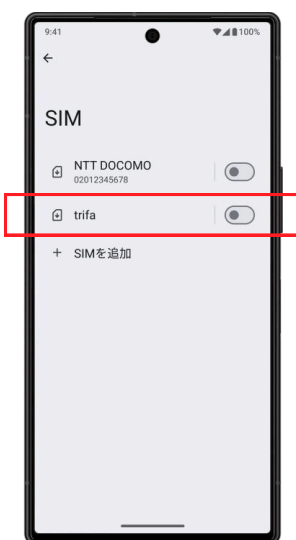 9:41
100%
SIM
NTT DOCOMO
02012345678
trifa
SIMを追加